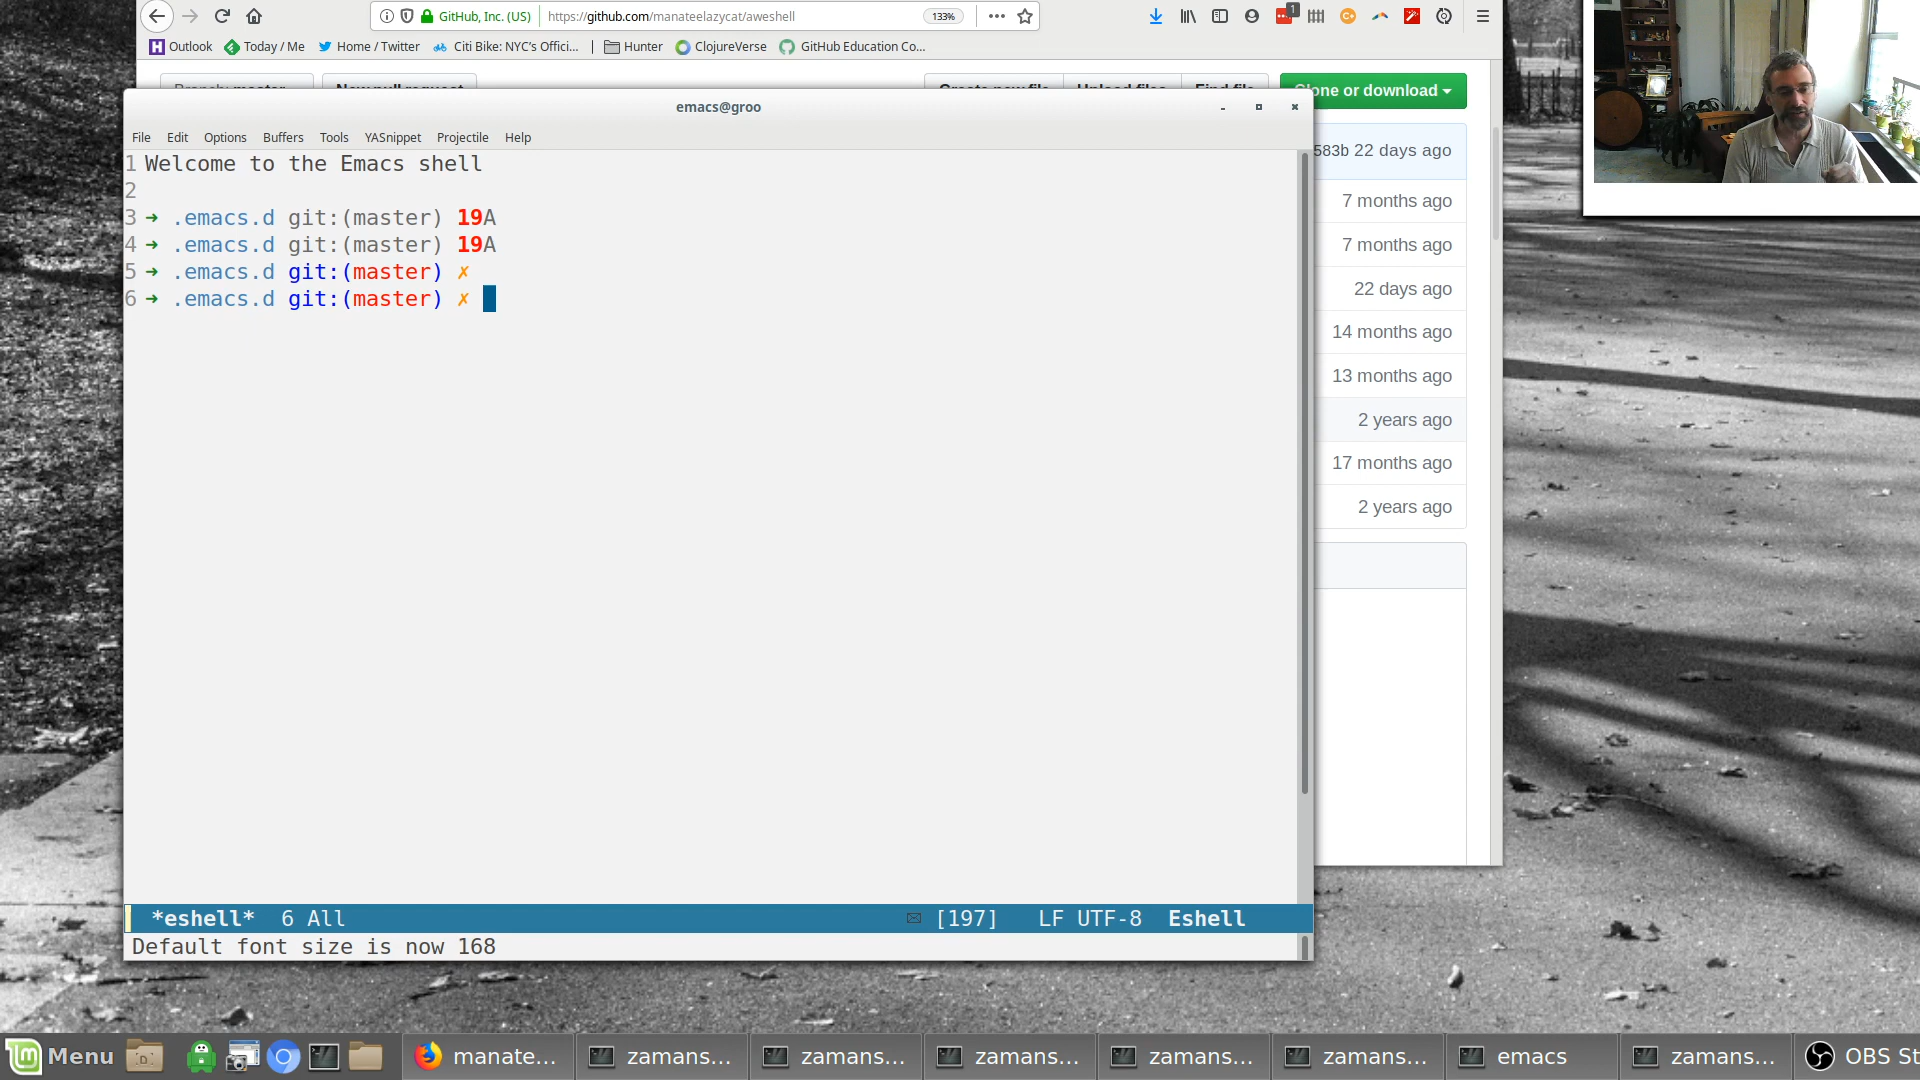 GitHub, Inc. (US)
https://github.com/manateelazycat/aweshell
133%
1
Outlook
Today / Me
Home / Twitter
Citi Bike: NYC's Offici...
Hunter
ClojureVerse
GitHub Education Co...
Clone or download
emacs@groo
File Edit Options Buffers Tools YASnippet Projectile Help
1 Welcome to the Emacs shell
2
3 ➜ .emacs.d git:(master) 19A
4 ➜ .emacs.d git:(master) 19A
5 ➜ .emacs.d git:(master) ✗
6 ➜ .emacs.d git:(master) ✗
583b 22 days ago
7 months ago
7 months ago
22 days ago
14 months ago
13 months ago
2 years ago
17 months ago
2 years ago
*eshell* 6 All
[197] LF UTF-8 Eshell
Default font size is now 168
Menu
manate...
zamans...
zamans...
zamans...
zamans...
zamans...
emacs
zamans...
OBS St